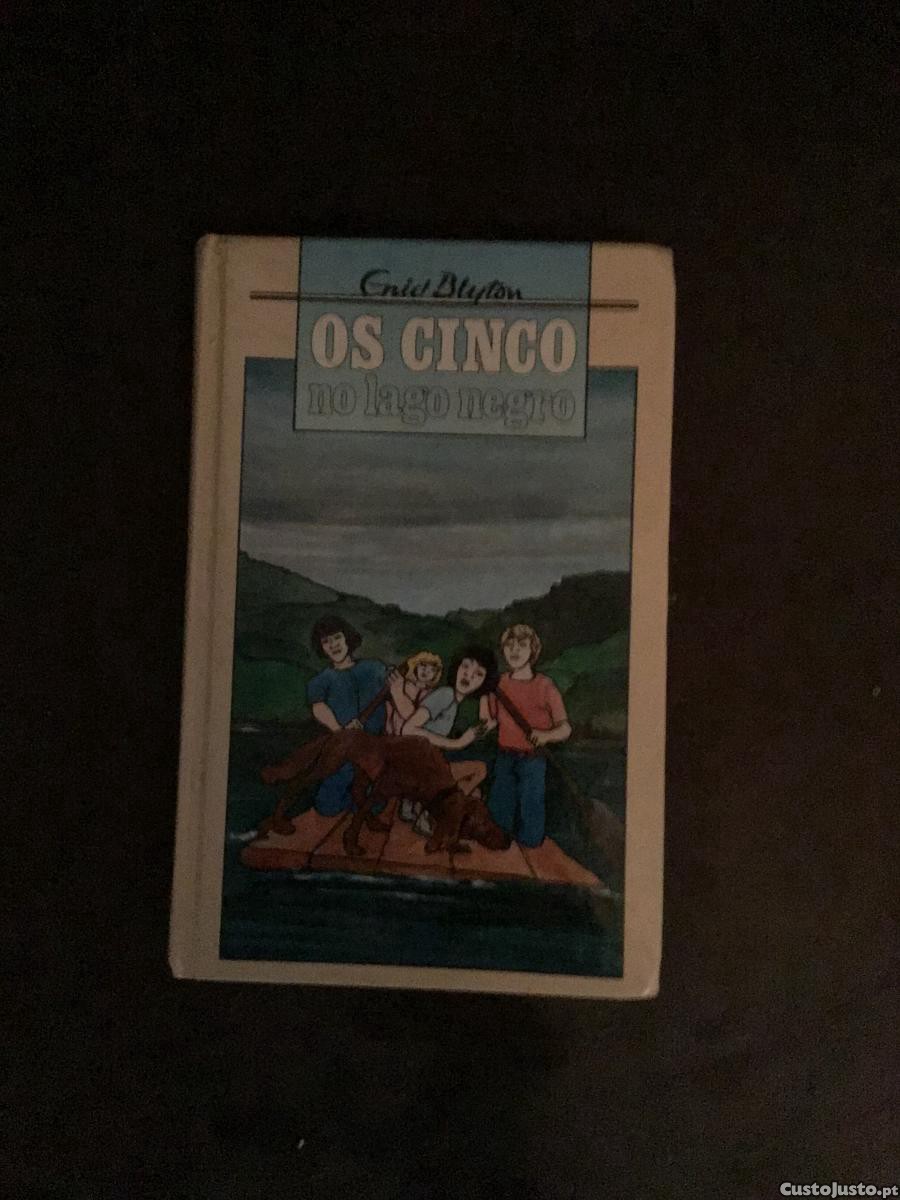 Enid Blyton
OS CINCO
no lago negro
CustoJusto.pt